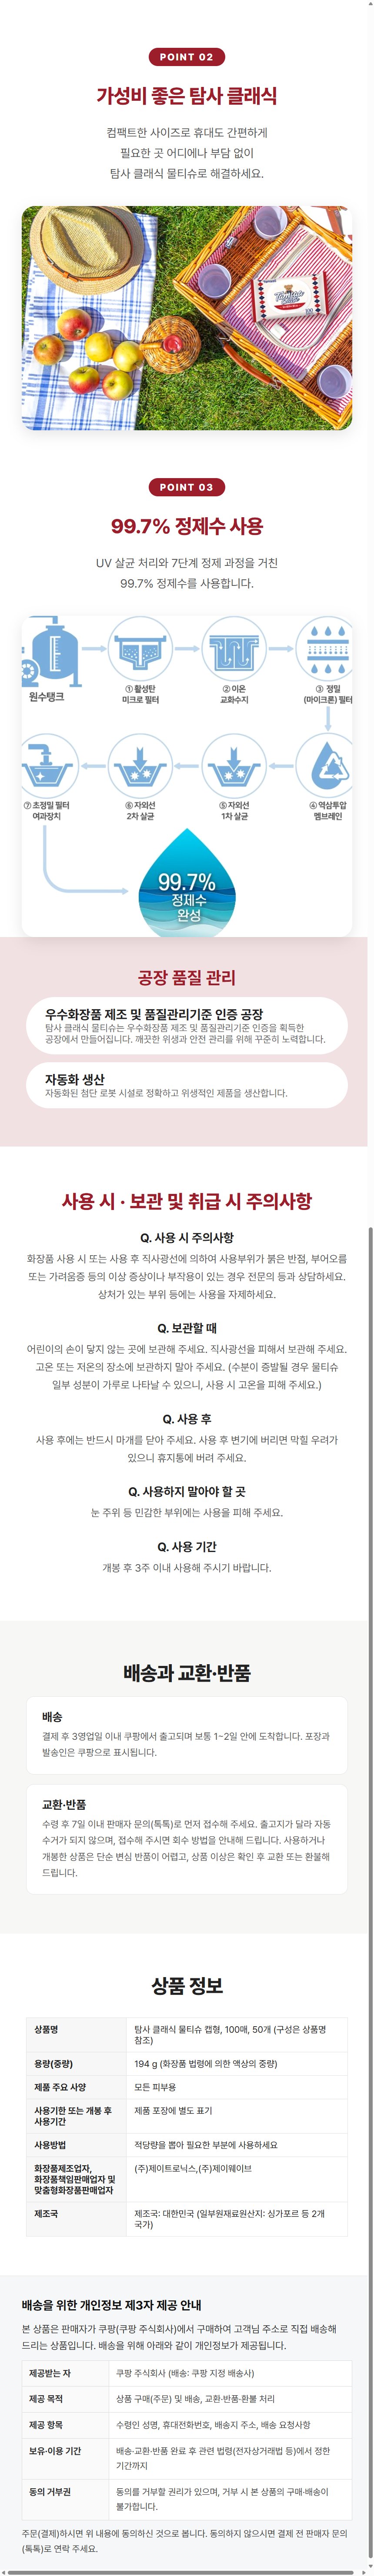 POINT 02
가성비 좋은 탐사 클래식
컴팩트한 사이즈로 휴대도 간편하게
필요한 곳 어디에나 부담 없이
탐사 클래식 물티슈로 해결하세요.
POINT 03
99.7% 정제수 사용
UV 살균 처리와 7단계 정제 과정을 거친
99.7% 정제수를 사용합니다.
원수탱크
① 활성탄
미크로 필터
② 이온
교화수지
③ 정밀
(마이크론) 필터
⑦ 초정밀 필터
여과장치
⑥ 자외선
2차 살균
⑤ 자외선
1차 살균
④ 역삼투압
멤브레인
99.7%
정제수
완성
공장 품질 관리
우수화장품 제조 및 품질관리기준 인증 공장
탐사 클래식 물티슈는 우수화장품 제조 및 품질관리기준 인증을 획득한
공장에서 만들어집니다. 깨끗한 위생과 안전 관리를 위해 꾸준히 노력합니다.
자동화 생산
자동화된 첨단 로봇 시설로 정확하고 위생적인 제품을 생산합니다.
사용 시 · 보관 및 취급 시 주의사항
Q. 사용 시 주의사항
화장품 사용 시 또는 사용 후 직사광선에 의하여 사용부위가 붉은 반점, 부어오름
또는 가려움증 등의 이상 증상이나 부작용이 있는 경우 전문의 등과 상담하세요.
상처가 있는 부위 등에는 사용을 자제하세요.
Q. 보관할 때
어린이의 손이 닿지 않는 곳에 보관해 주세요. 직사광선을 피해서 보관해 주세요.
고온 또는 저온의 장소에 보관하지 말아 주세요. (수분이 증발될 경우 물티슈
일부 성분이 가루로 나타날 수 있으니, 사용 시 고온을 피해 주세요.)
Q. 사용 후
사용 후에는 반드시 마개를 닫아 주세요. 사용 후 변기에 버리면 막힐 우려가
있으니 휴지통에 버려 주세요.
Q. 사용하지 말아야 할 곳
눈 주위 등 민감한 부위에는 사용을 피해 주세요.
Q. 사용 기간
개봉 후 3주 이내 사용해 주시기 바랍니다.
배송과 교환·반품
배송
결제 후 3영업일 이내 쿠팡에서 출고되며 보통 1~2일 안에 도착합니다. 포장과
발송인은 쿠팡으로 표시됩니다.
교환·반품
수령 후 7일 이내 판매자 문의(톡톡)로 먼저 접수해 주세요. 출고지가 달라 자동
수거가 되지 않으며, 접수해 주시면 회수 방법을 안내해 드립니다. 사용하거나
개봉한 상품은 단순 변심 반품이 어렵고, 상품 이상은 확인 후 교환 또는 환불해
드립니다.
상품 정보
상품명
탐사 클래식 물티슈 캡형, 100매, 50개 (구성은 상품명
참조)
용량(중량)
194 g (화장품 법령에 의한 액상의 중량)
제품 주요 사양
모든 피부용
사용기한 또는 개봉 후
사용기간
제품 포장에 별도 표기
사용방법
적당량을 뽑아 필요한 부분에 사용하세요
화장품제조업자,
화장품책임판매업자 및
맞춤형화장품판매업자
(주)제이트로닉스,(주)제이웨이브
제조국
제조국: 대한민국 (일부원재료원산지: 싱가포르 등 2개
국가)
배송을 위한 개인정보 제3자 제공 안내
본 상품은 판매자가 쿠팡(쿠팡 주식회사)에서 구매하여 고객님 주소로 직접 배송해
드리는 상품입니다. 배송을 위해 아래와 같이 개인정보가 제공됩니다.
제공받는 자
쿠팡 주식회사 (배송: 쿠팡 지정 배송사)
제공 목적
상품 구매(주문) 및 배송, 교환·반품·환불 처리
제공 항목
수령인 성명, 휴대전화번호, 배송지 주소, 배송 요청사항
보유·이용 기간
배송·교환·반품 완료 후 관련 법령(전자상거래법 등)에서 정한
기간까지
동의 거부권
동의를 거부할 권리가 있으며, 거부 시 본 상품의 구매·배송이
불가합니다.
주문(결제)하시면 위 내용에 동의하신 것으로 봅니다. 동의하지 않으시면 결제 전 판매자 문의
(톡톡)로 연락 주세요.